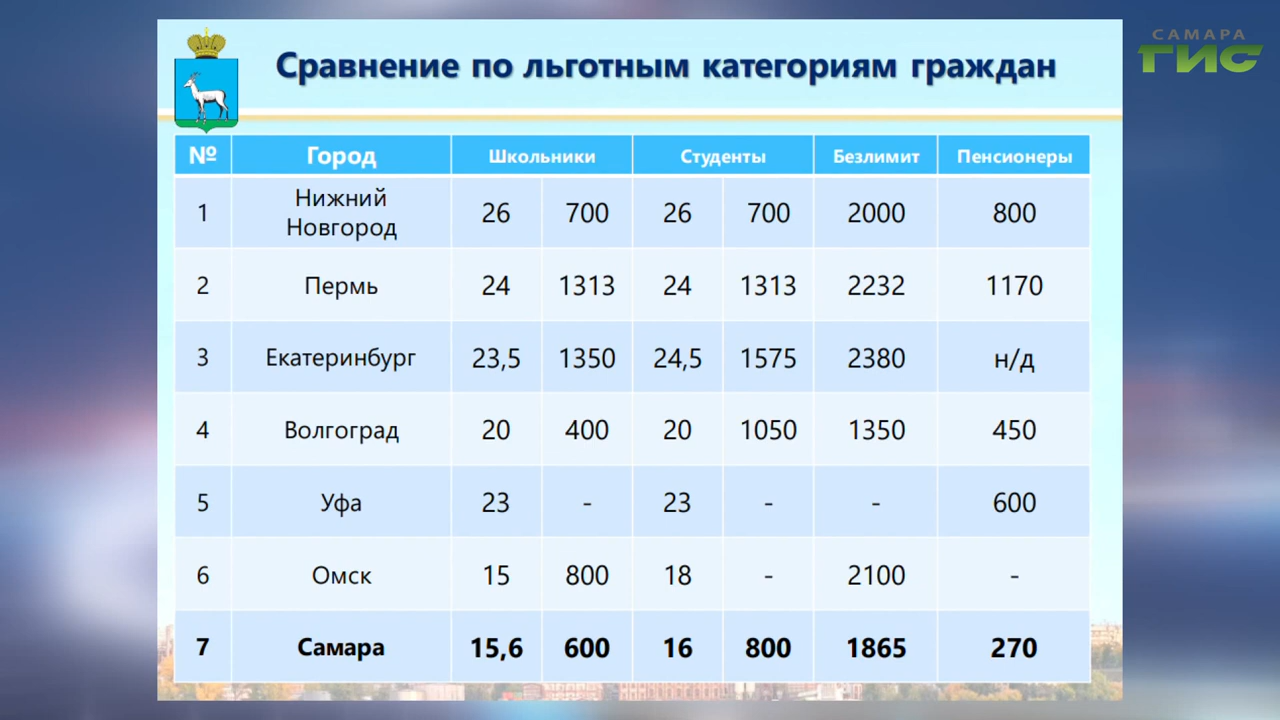 САМАРА
ГИС
Сравнение по льготным категориям граждан
№ Город Школьники Студенты Безлимит Пенсионеры
1 Нижний Новгород 26 700 26 700 2000 800
2 Пермь 24 1313 24 1313 2232 1170
3 Екатеринбург 23,5 1350 24,5 1575 2380 н/д
4 Волгоград 20 400 20 1050 1350 450
5 Уфа 23 - 23 - - 600
6 Омск 15 800 18 - 2100 -
7 Самара 15,6 600 16 800 1865 270